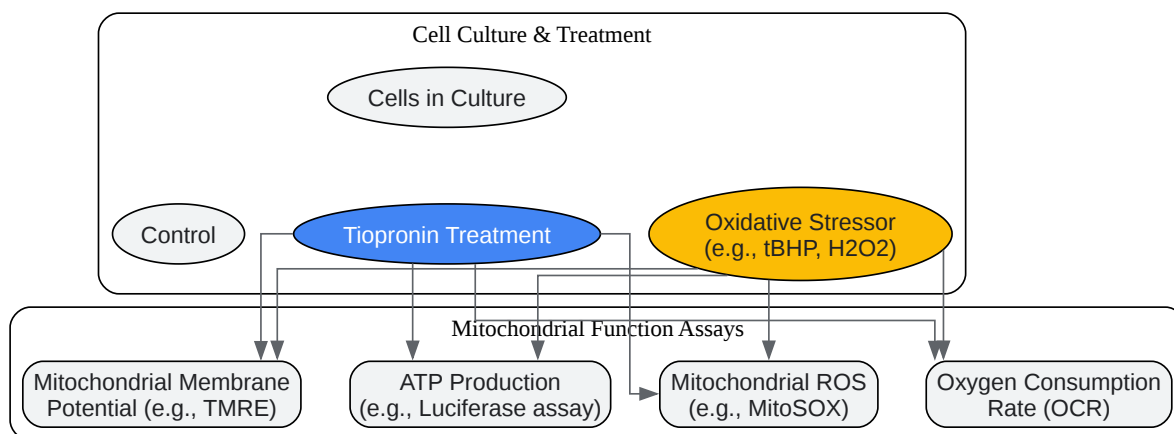 Cell Culture & Treatment
Cells in Culture
Control
Tiopronin Treatment
Oxidative Stressor
(e.g., tBHP, H2O2)
Mitochondrial Function Assays
Mitochondrial Membrane
Potential (e.g., TMRE)
ATP Production
(e.g., Luciferase assay)
Mitochondrial ROS
(e.g., MitoSOX)
Oxygen Consumption
Rate (OCR)